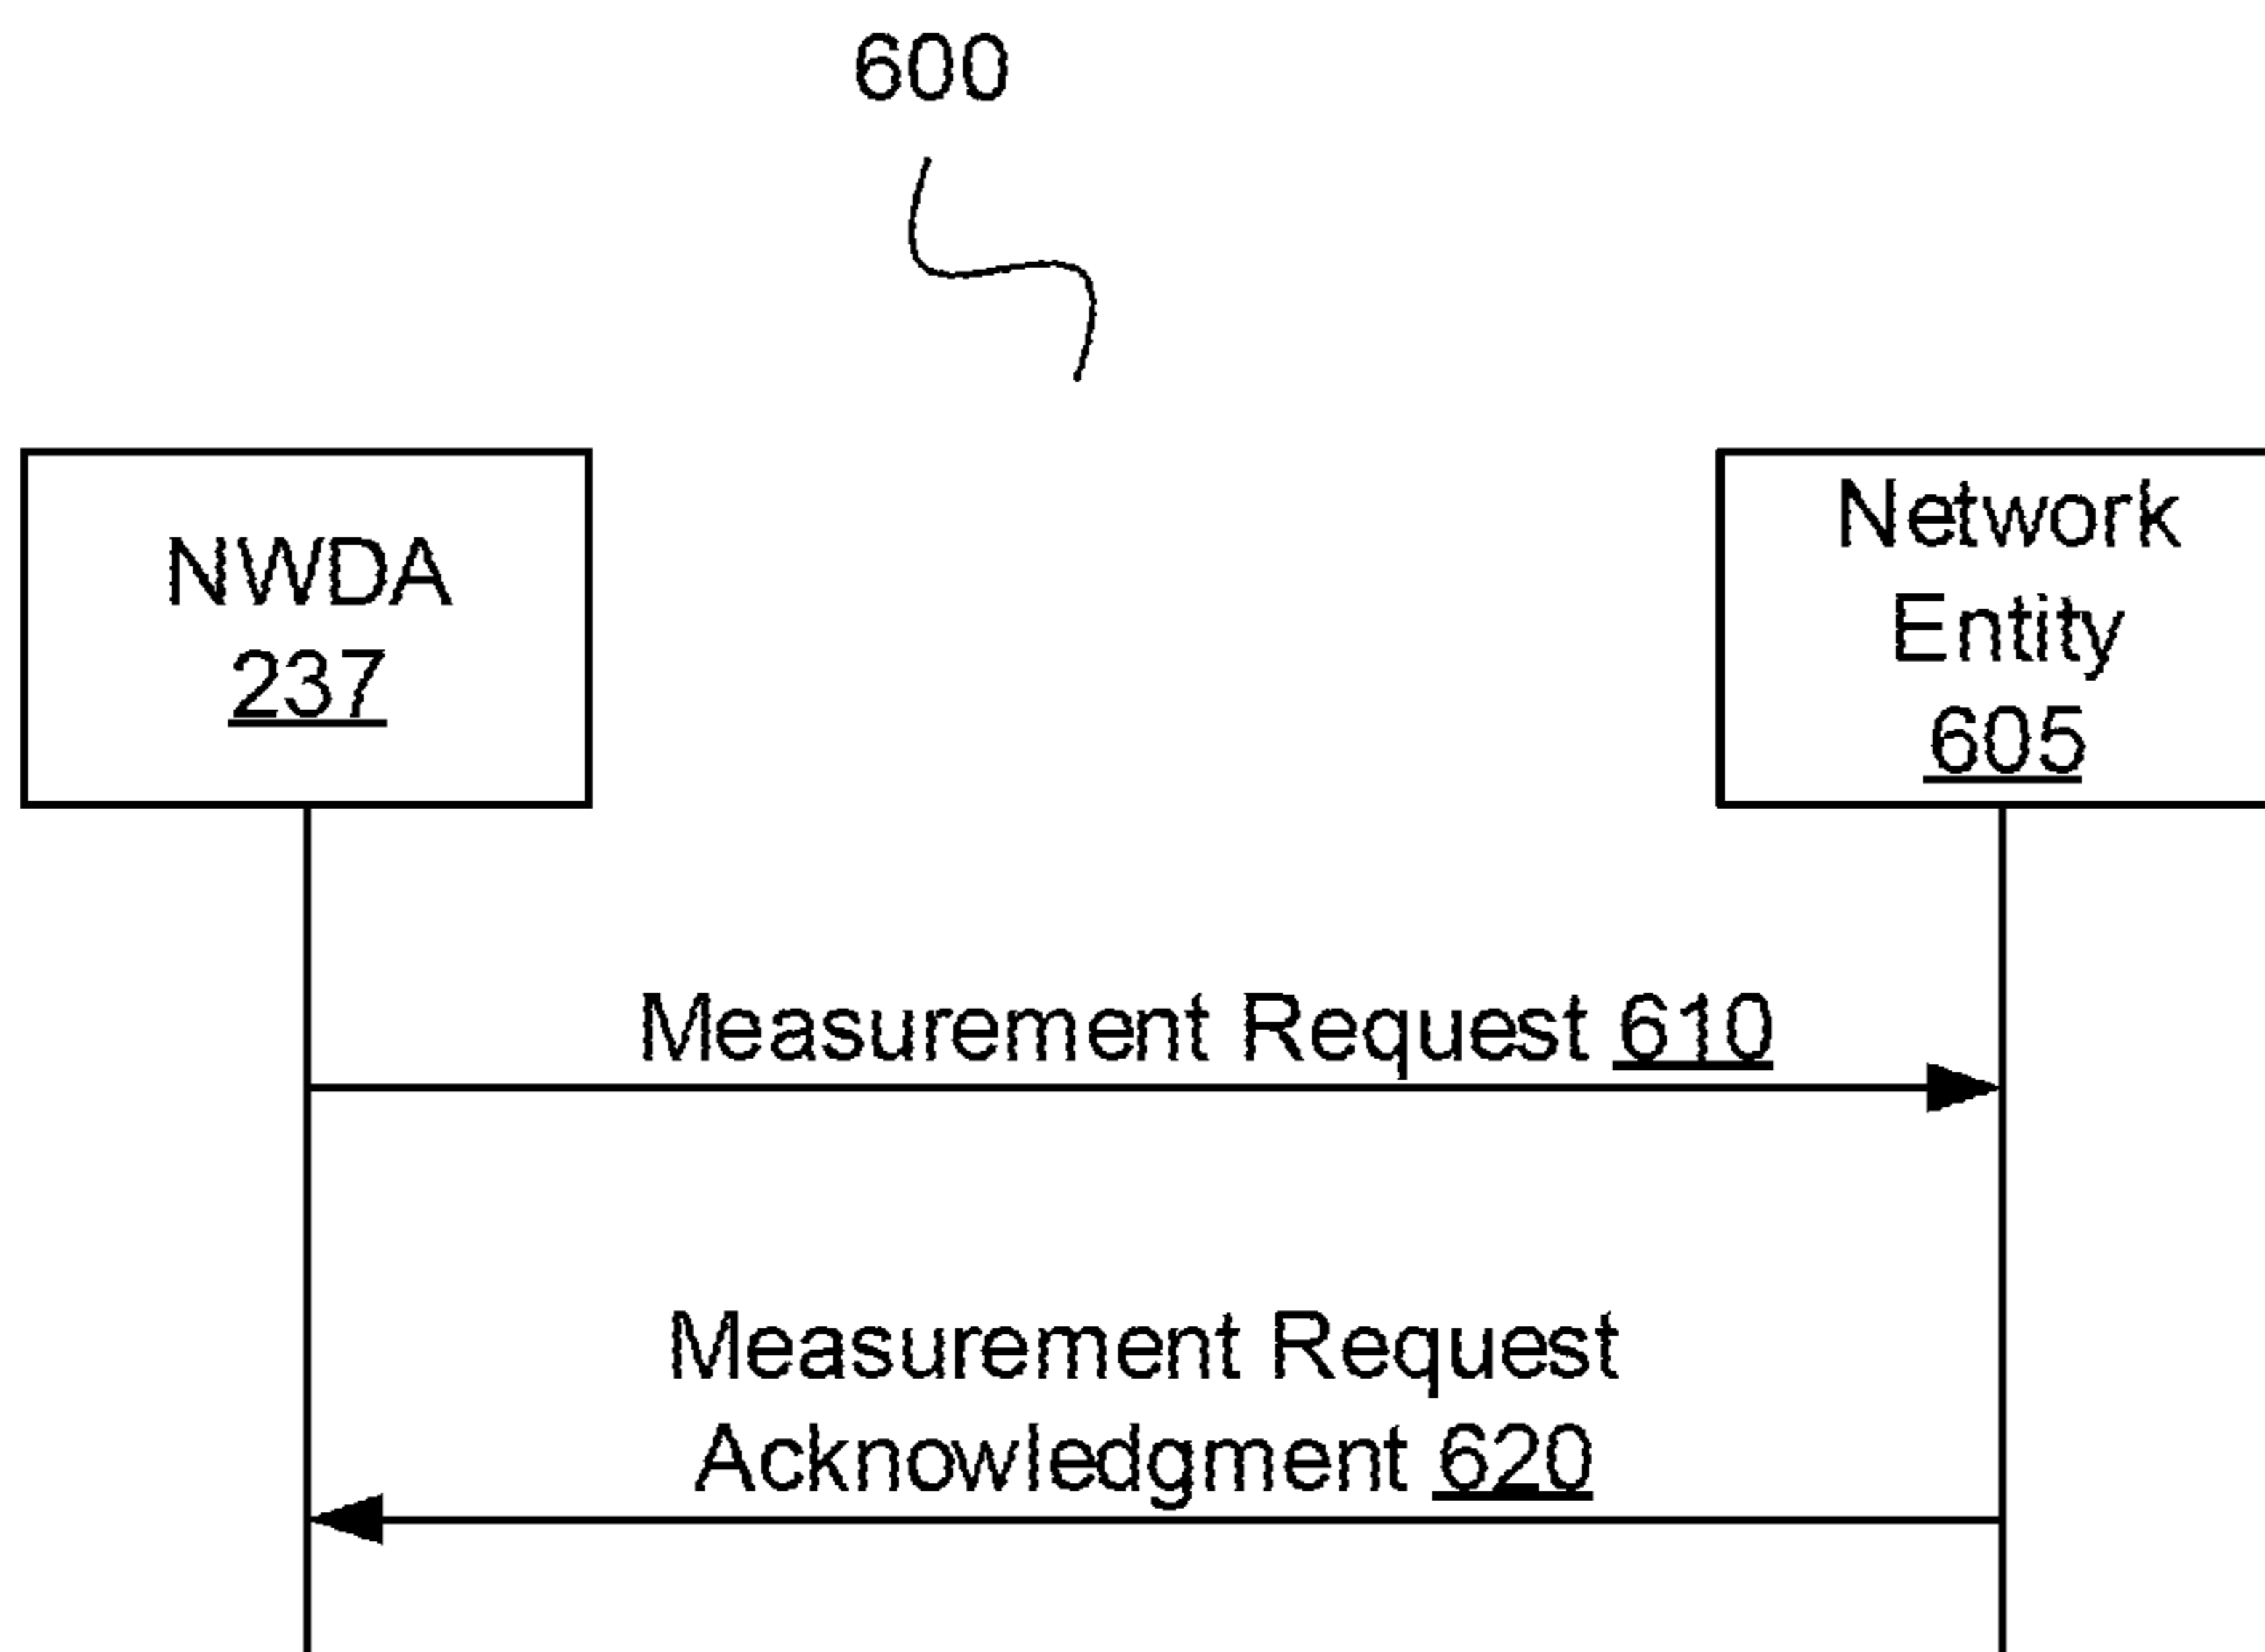 600
NWDA
237
Network
Entity
605
Measurement Request 610
Measurement Request
Acknowledgment 620